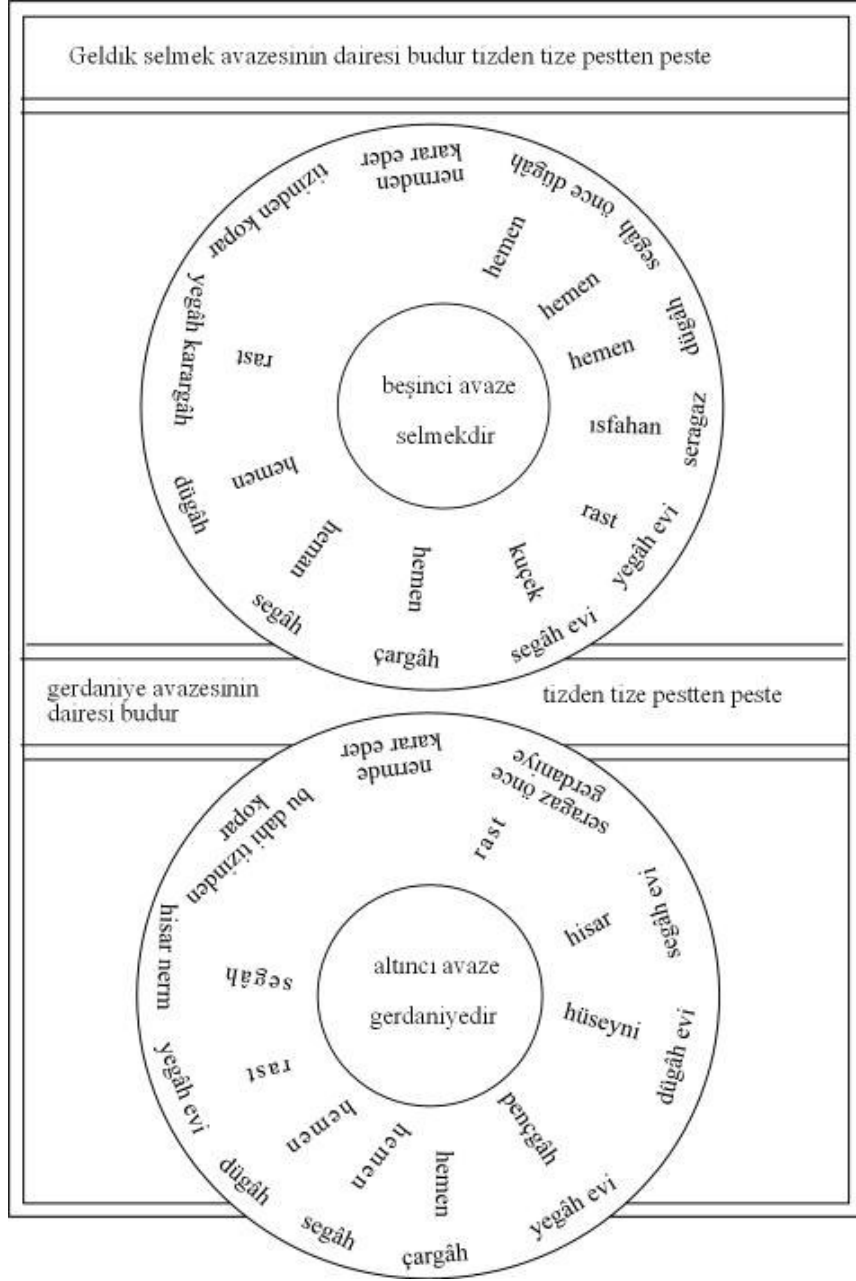 Geldik selmek avazesinin dairesi budur tizden tize pestten peste
nermden
karar eder
önce dügâh
segâh
dügâh
seragaz
yegâh evi
segâh evi
çargâh
segâh
dügâh
yegâh karargâh
tizinden kopar
hemen
hemen
hemen
ısfahan
rast
kuçek
hemen
heman
hemen
rast
beşinci avaze
selmekdir
gerdaniye avazesinin
dairesi budur
tizden tize pestten peste
nermde
karar eder
seragaz önce
gerdaniye
segâh evi
dügâh evi
yegâh evi
çargâh
segâh
dügâh
yegâh evi
hisar nerm
bu dahi tizinden
kopar
rast
hisar
hüseyni
pençgâh
hemen
hemen
hemen
rast
segâh
altıncı avaze
gerdaniyedir